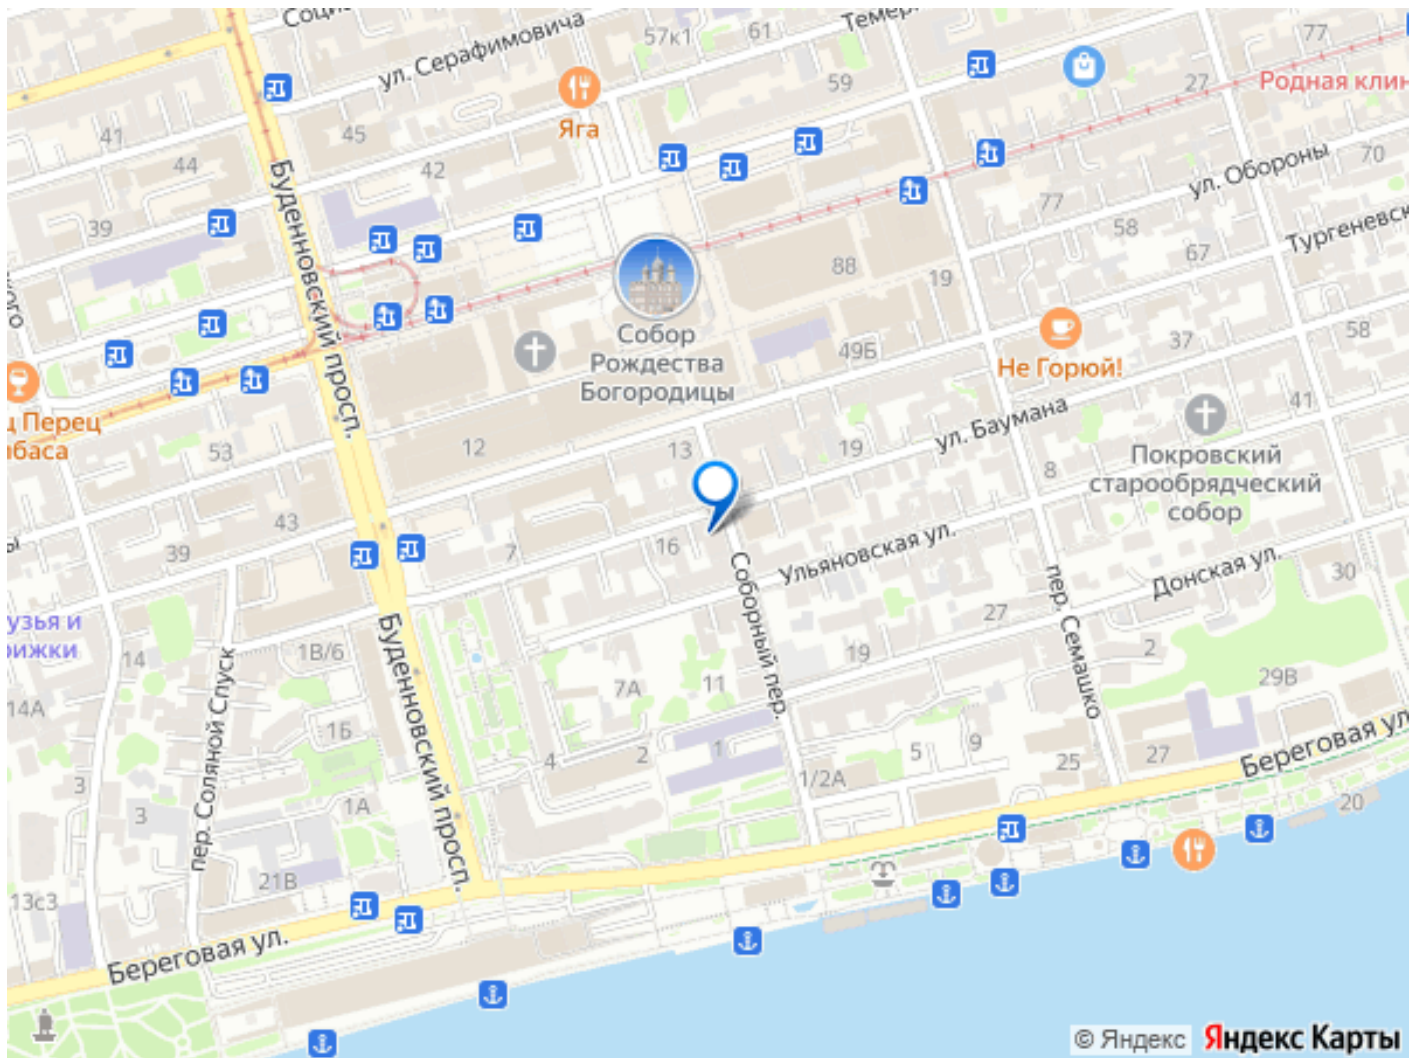 ул. Серафимовича
57к1
61
77
59
27
Родная клин
Яга
41
45
44
42
ул. Обороны
70
77
58
39
67
Тургеневск
88
19
Буденновский просп.
Собор
Рождества
Богородицы
49Б
37
58
Не Горюй!
Перец
53
12
13
19
ул. Баумана
41
8
Покровский
старообрядческий
собор
43
39
7
16
Ульяновская ул.
Соборный пер.
Донская ул.
30
пер. Семашко
27
19
2
29В
14
1В/6
14А
пер. Соляной Спуск
1Б
7А
11
Буденновский просп.
4
2
1
5
9
25
27
Береговая ул.
1/2А
3
3
1А
20
21В
13с3
Береговая ул.
© Яндекс
Яндекс Карты